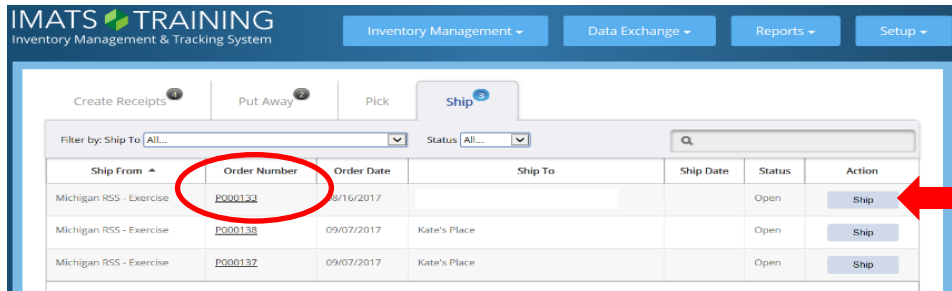 IMATS TRAINING
Inventory Management & Tracking System
Inventory Management Data Exchange Reports Setup
Create Receipts 4 Put Away 2 Pick Ship 3
Filter by: Ship To All... Status All...
Ship From Order Number Order Date Ship To Ship Date Status Action
Michigan RSS - Exercise P000133 8/16/2017 Open Ship
Michigan RSS - Exercise P000138 09/07/2017 Kate's Place Open Ship
Michigan RSS - Exercise P000137 09/07/2017 Kate's Place Open Ship